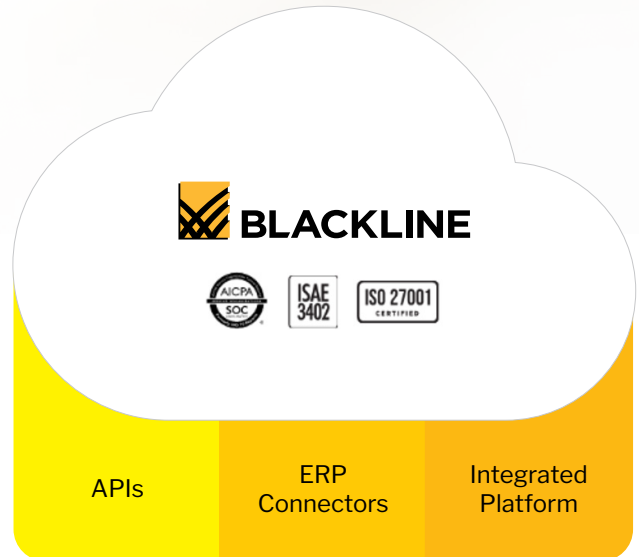 BLACKLINE
AICPA
SOC
ISAE
3402
ISO 27001
CERTIFIED
APIs
ERP
Connectors
Integrated
Platform